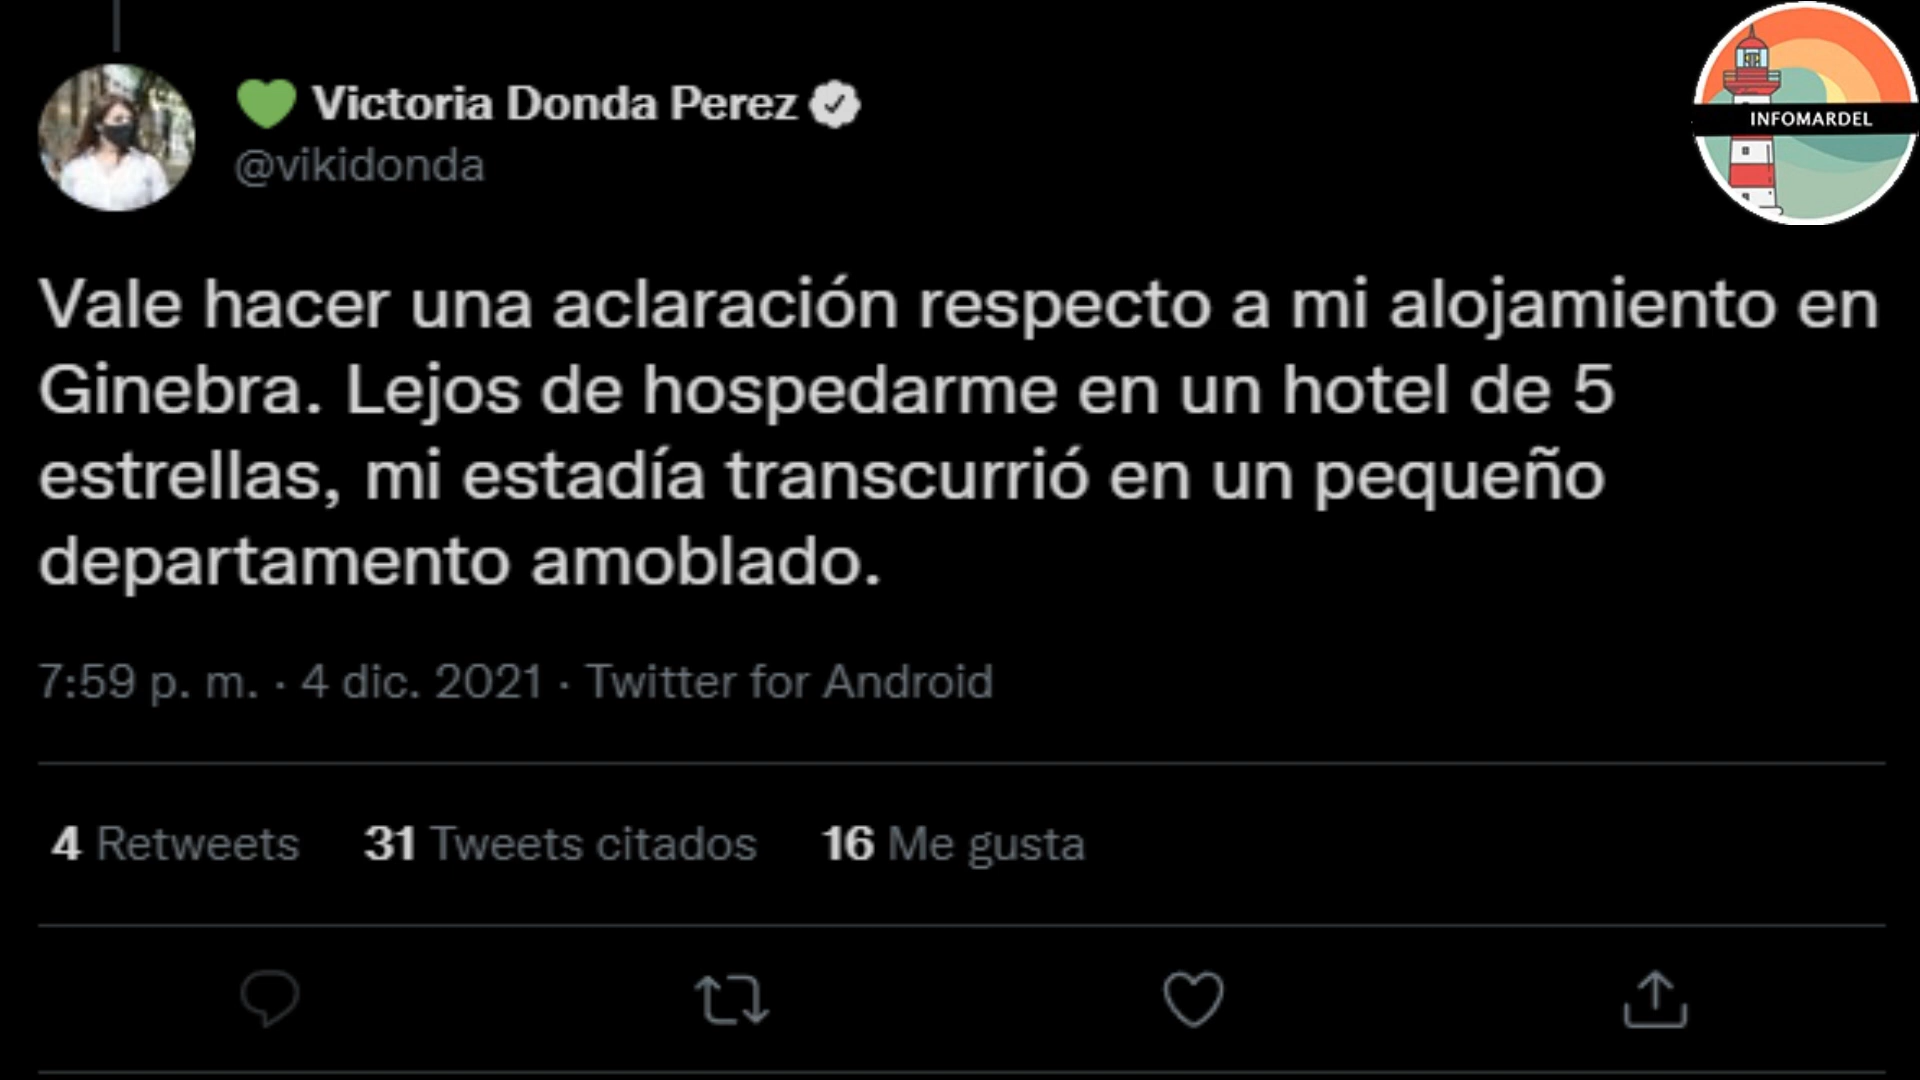 💚 Victoria Donda Perez
@vikidonda
INFOMARDEL
Vale hacer una aclaración respecto a mi alojamiento en
Ginebra. Lejos de hospedarme en un hotel de 5
estrellas, mi estadía transcurrió en un pequeño
departamento amoblado.
7:59 p. m. · 4 dic. 2021 · Twitter for Android
4 Retweets 31 Tweets citados 16 Me gusta